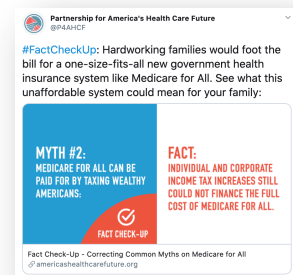 Partnership for America's Health Care Future
@P4AHCF
#FactCheckUp: Hardworking families would foot the
bill for a one-size-fits-all new government health
insurance system like Medicare for All. See what this
unaffordable system could mean for your family:
MYTH #2:
MEDICARE FOR ALL CAN BE
PAID FOR BY TAXING WEALTHY
AMERICANS:
FACT CHECK-UP
FACT:
INDIVIDUAL AND CORPORATE
INCOME TAX INCREASES STILL
COULD NOT FINANCE THE FULL
COST OF MEDICARE FOR ALL.
Fact Check-Up - Correcting Common Myths on Medicare for All
americashealthcarefuture.org